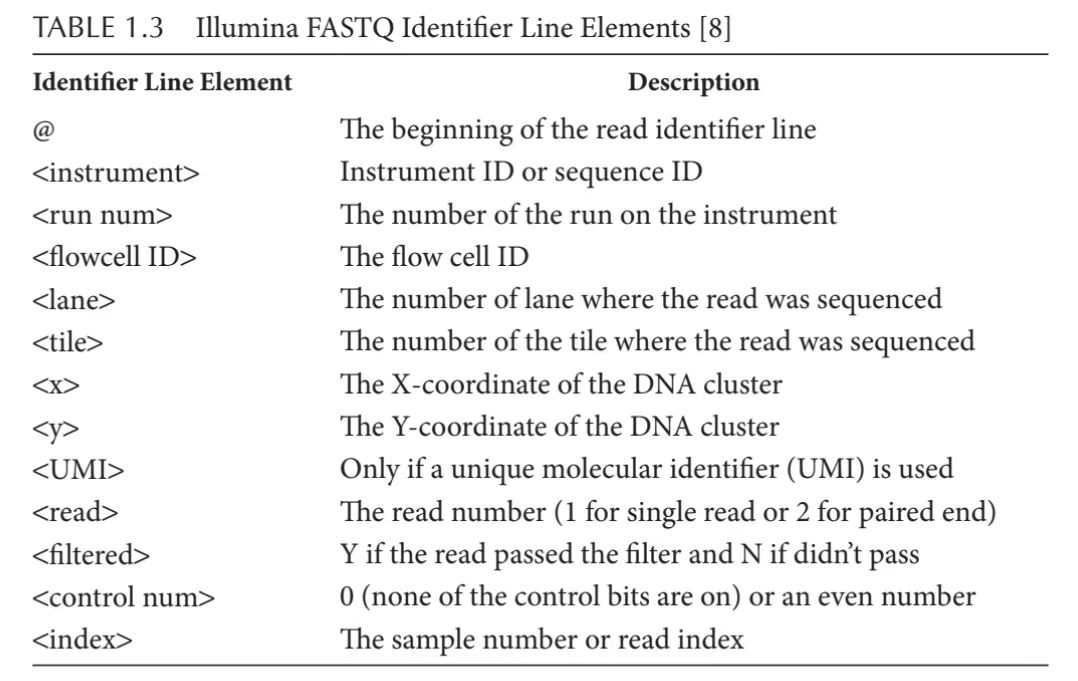 TABLE 1.3 Illumina FASTQ Identifier Line Elements [8]
Identifier Line Element Description
@ The beginning of the read identifier line
<instrument> Instrument ID or sequence ID
<run num> The number of the run on the instrument
<flowcell ID> The flow cell ID
<lane> The number of lane where the read was sequenced
<tile> The number of the tile where the read was sequenced
<x> The X-coordinate of the DNA cluster
<y> The Y-coordinate of the DNA cluster
<UMI> Only if a unique molecular identifier (UMI) is used
<read> The read number (1 for single read or 2 for paired end)
<filtered> Y if the read passed the filter and N if didn’t pass
<control num> 0 (none of the control bits are on) or an even number
<index> The sample number or read index